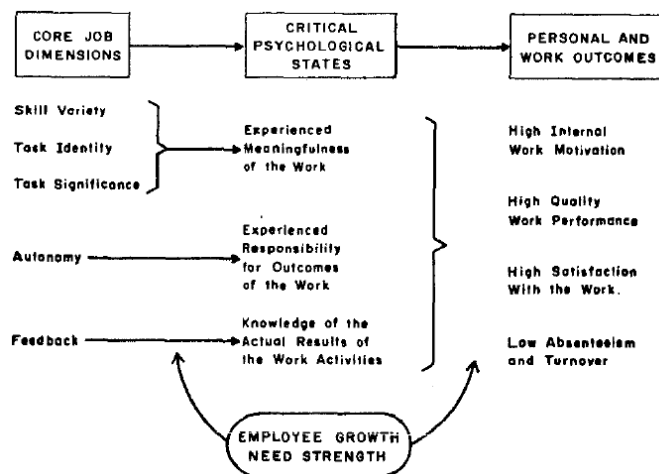 CORE JOB
DIMENSIONS
CRITICAL
PSYCHOLOGICAL
STATES
PERSONAL AND
WORK OUTCOMES
Skill Variety
Task Identity
Task Significance
Experienced
Meaningfulness
of the Work
High Internal
Work Motivation
High Quality
Work Performance
Autonomy
Experienced
Responsibility
for Outcomes
of the Work
High Satisfaction
With the Work.
Feedback
Knowledge of the
Actual Results of
the Work Activities
Low Absenteeism
and Turnover
EMPLOYEE GROWTH
NEED STRENGTH